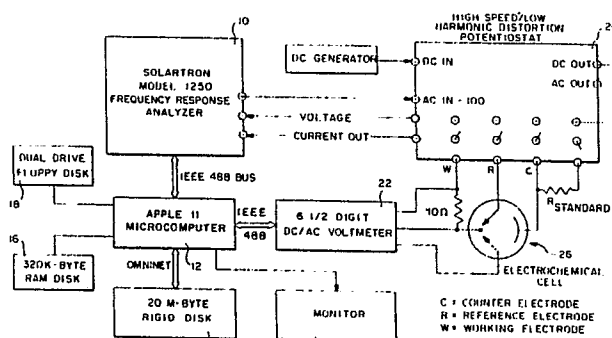 10
HIGH SPEED/LOW
HARMONIC DISTORTION
POTENTIOSTAT
2
SOLARTRON
MODEL 1250
FREQUENCY RESPONSE
ANALYZER
DC GENERATOR
DC IN
DC OUT
AC OUT
AC IN - 100
VOLTAGE
CURRENT OUT
W
R
C
DUAL DRIVE
FLOPPY DISK
18
IEEE 488 BUS
22
APPLE 11
MICROCOMPUTER
12
IEEE
488
6 1/2 DIGIT
DC/AC VOLTMETER
10Ω
R STANDARD
16
320K-BYTE
RAM DISK
OMNINET
26
ELECTROCHEMICAL
CELL
20 M-BYTE
RIGID DISK
MONITOR
C = COUNTER ELECTRODE
R = REFERENCE ELECTRODE
W = WORKING ELECTRODE